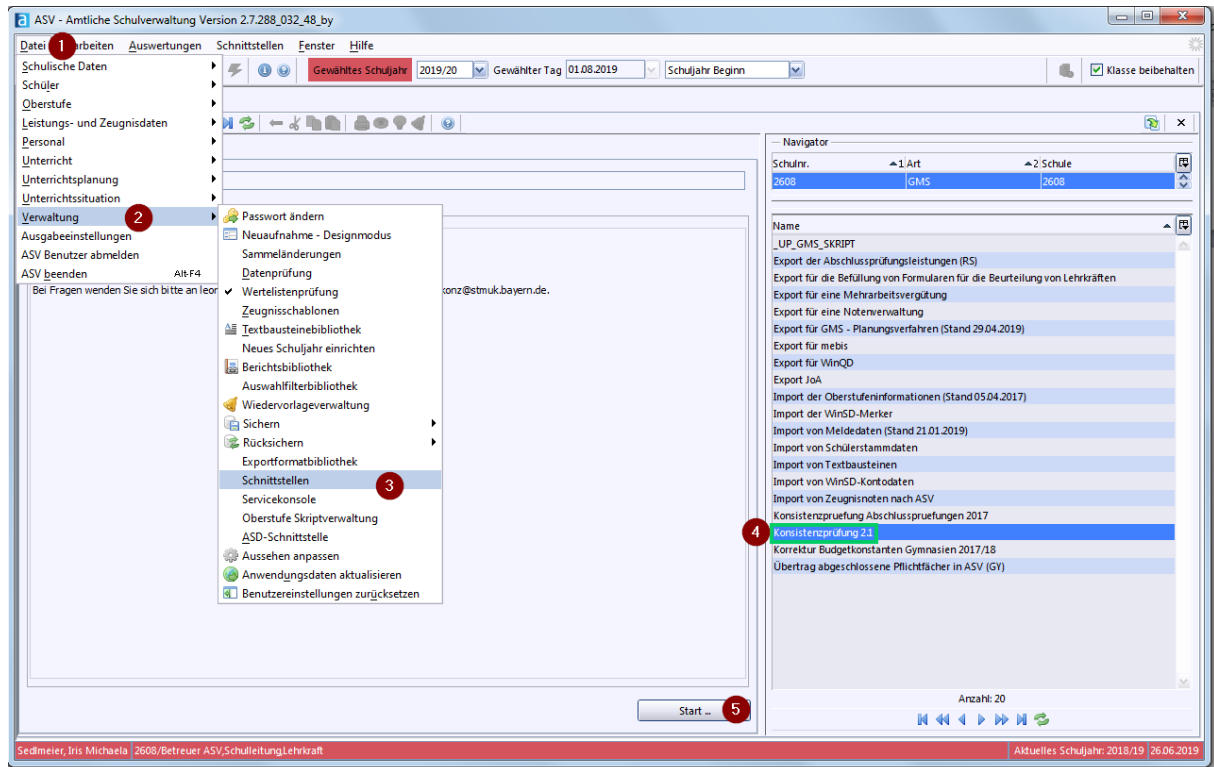 ASV - Amtliche Schulverwaltung Version 2.7.288_032_48_by
Datei 1 arbeiten Auswertungen Schnittstellen Fenster Hilfe
Gewähltes Schuljahr 2019/20 Gewählter Tag 01.08.2019 Schuljahr Beginn Klasse beibehalten
Schulische Daten
Schüler
Oberstufe
Leistungs- und Zeugnisdaten
Personal
Unterricht
Unterrichtsplanung
Unterrichtssituation
Verwaltung 2
Ausgabeeinstellungen
ASV Benutzer abmelden
ASV beenden Alt-F4
Passwort ändern
Neuaufnahme - Designmodus
Sammeländerungen
Datenprüfung
Wertelistenprüfung
Zeugnisschablonen
Textbausteinebibliothek
Neues Schuljahr einrichten
Berichtsbibliothek
Auswahlfilterbibliothek
Wiedervorlageverwaltung
Sichern
Rücksichern
Exportformatbibliothek
Schnittstellen 3
Servicekonsole
Oberstufe Skriptverwaltung
ASD-Schnittstelle
Aussehen anpassen
Anwendungsdaten aktualisieren
Benutzereinstellungen zurücksetzen
Bei Fragen wenden Sie sich bitte an leor konz@stmuk.bayern.de.
Start ... 5
Navigator
Schulnr. 1 Art 2 Schule
2608 GMS 2608
Name
_UP_GMS_SKRIPT
Export der Abschlussprüfungsleistungen (RS)
Export für die Befüllung von Formularen für die Beurteilung von Lehrkräften
Export für eine Mehrarbeitsvergütung
Export für eine Notenverwaltung
Export für GMS - Planungsverfahren (Stand 29.04.2019)
Export für mebis
Export für WinQD
Export JoA
Import der Oberstufeninformationen (Stand 05.04.2017)
Import der WinSD-Merker
Import von Meldedaten (Stand 21.01.2019)
Import von Schülerstammdaten
Import von Textbausteinen
Import von WinSD-Kontodaten
Import von Zeugnisnoten nach ASV
Konsistenzpruefung Abschlusspruefungen 2017
4 Konsistenzprüfung 2.1
Korrektur Budgetkonstanten Gymnasien 2017/18
Übertrag abgeschlossene Pflichtfächer in ASV (GY)
Anzahl: 20
Sedlmeier, Iris Michaela 2608/Betreuer ASV,Schulleitung,Lehrkraft Aktuelles Schuljahr: 2018/19 26.06.2019